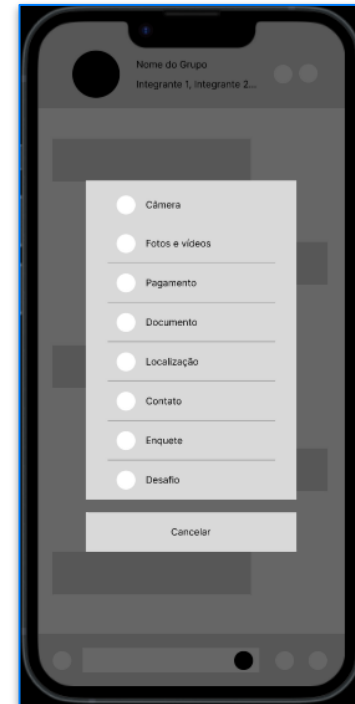 Nome do Grupo
Integrante 1, Integrante 2...
Câmera
Fotos e vídeos
Pagamento
Documento
Localização
Contato
Enquete
Desafio
Cancelar